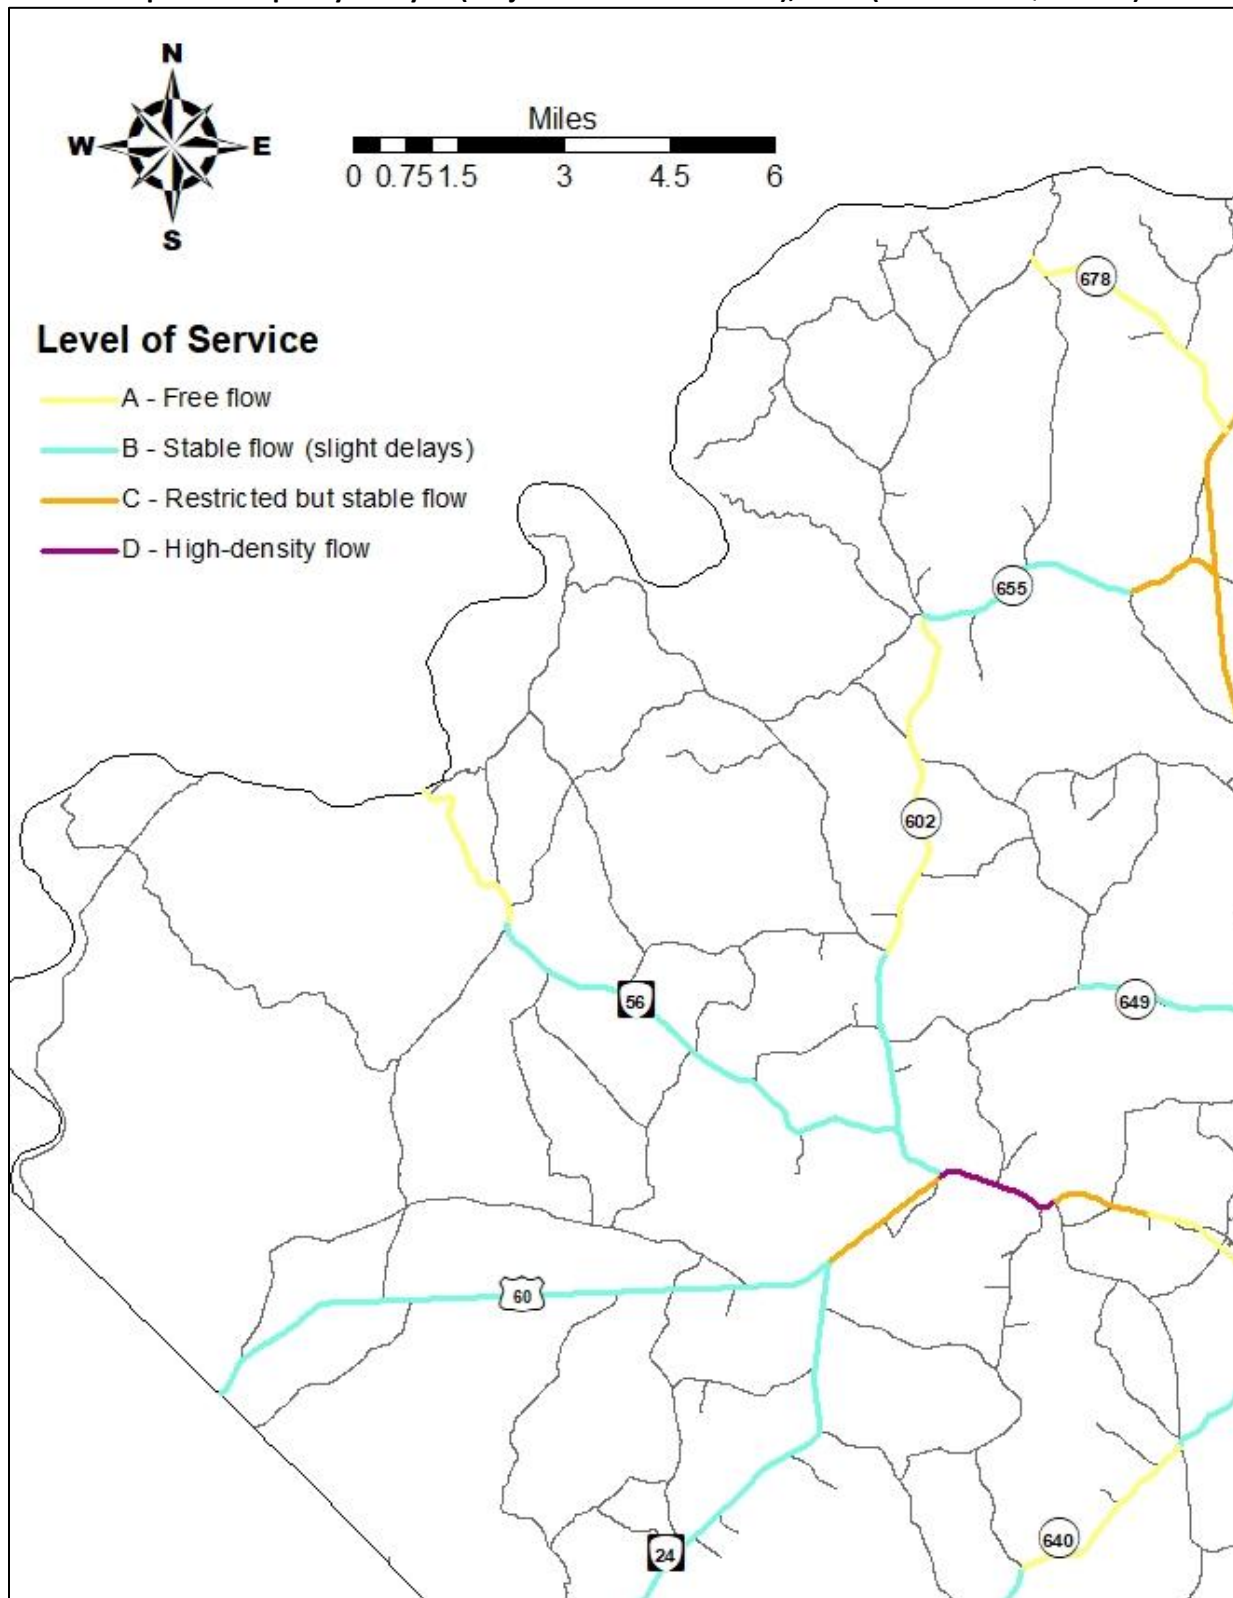 N
W E
S
Miles
0 0.75 1.5 3 4.5 6
678
Level of Service
A - Free flow
B - Stable flow (slight delays)
C - Restricted but stable flow
D - High-density flow
655
602
56
649
60
640
24